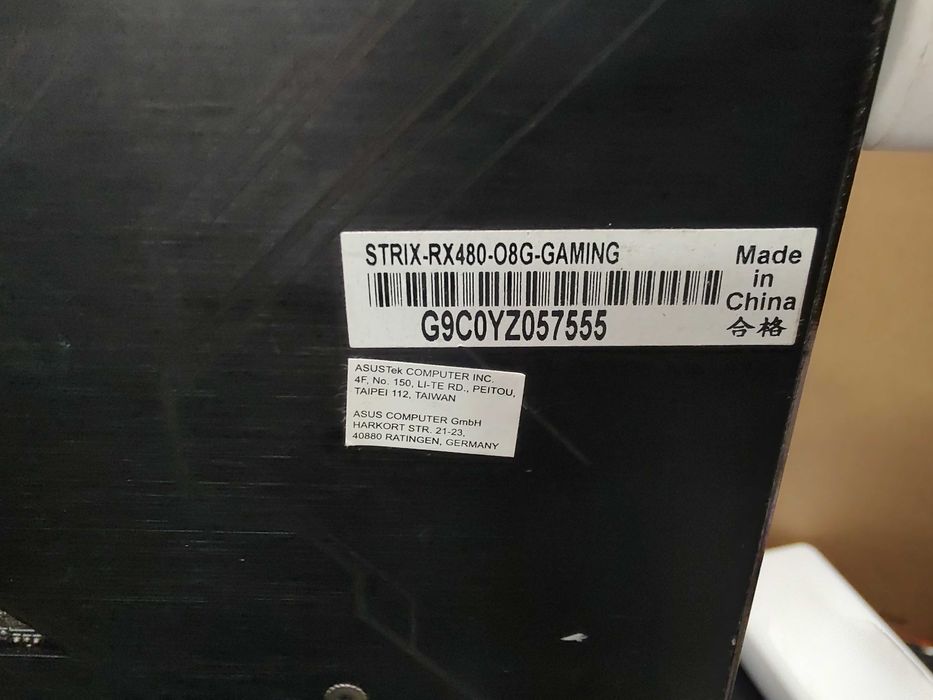 STRIX-RX480-O8G-GAMING
G9C0YZ057555
Made
in
China
合格
ASUSTek COMPUTER INC.
4F, No. 150, LI-TE RD., PEITOU,
TAIPEI 112, TAIWAN
ASUS COMPUTER GmbH
HARKORT STR. 21-23,
40880 RATINGEN, GERMANY